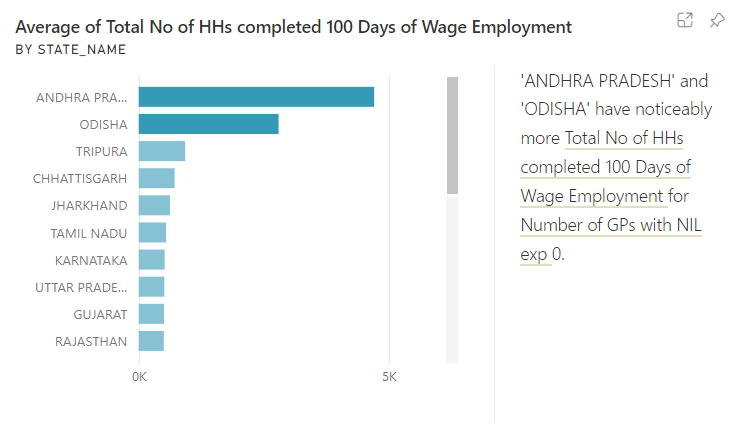 Average of Total No of HHs completed 100 Days of Wage Employment
BY STATE_NAME
ANDHRA PRA...
ODISHA
TRIPURA
CHHATTISGARH
JHARKHAND
TAMIL NADU
KARNATAKA
UTTAR PRADE...
GUJARAT
RAJASTHAN
0K 5K
'ANDHRA PRADESH' and
'ODISHA' have noticeably
more Total No of HHs
completed 100 Days of
Wage Employment for
Number of GPs with NIL
exp 0.